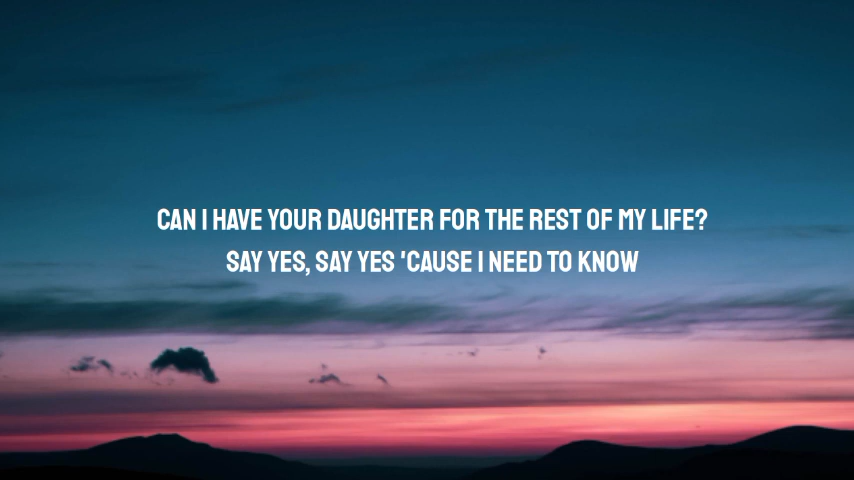 CAN I HAVE YOUR DAUGHTER FOR THE REST OF MY LIFE?
SAY YES, SAY YES 'CAUSE I NEED TO KNOW